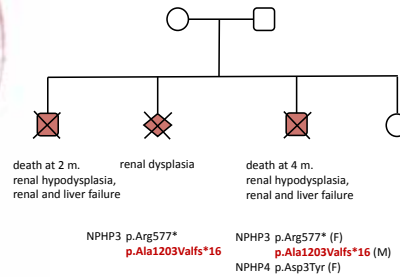 death at 2 m.
renal hypodysplasia,
renal and liver failure
renal dysplasia
death at 4 m.
renal hypodysplasia,
renal and liver failure
NPHP3 p.Arg577*
p.Ala1203Valfs*16
NPHP3 p.Arg577* (F)
p.Ala1203Valfs*16 (M)
NPHP4 p.Asp3Tyr (F)